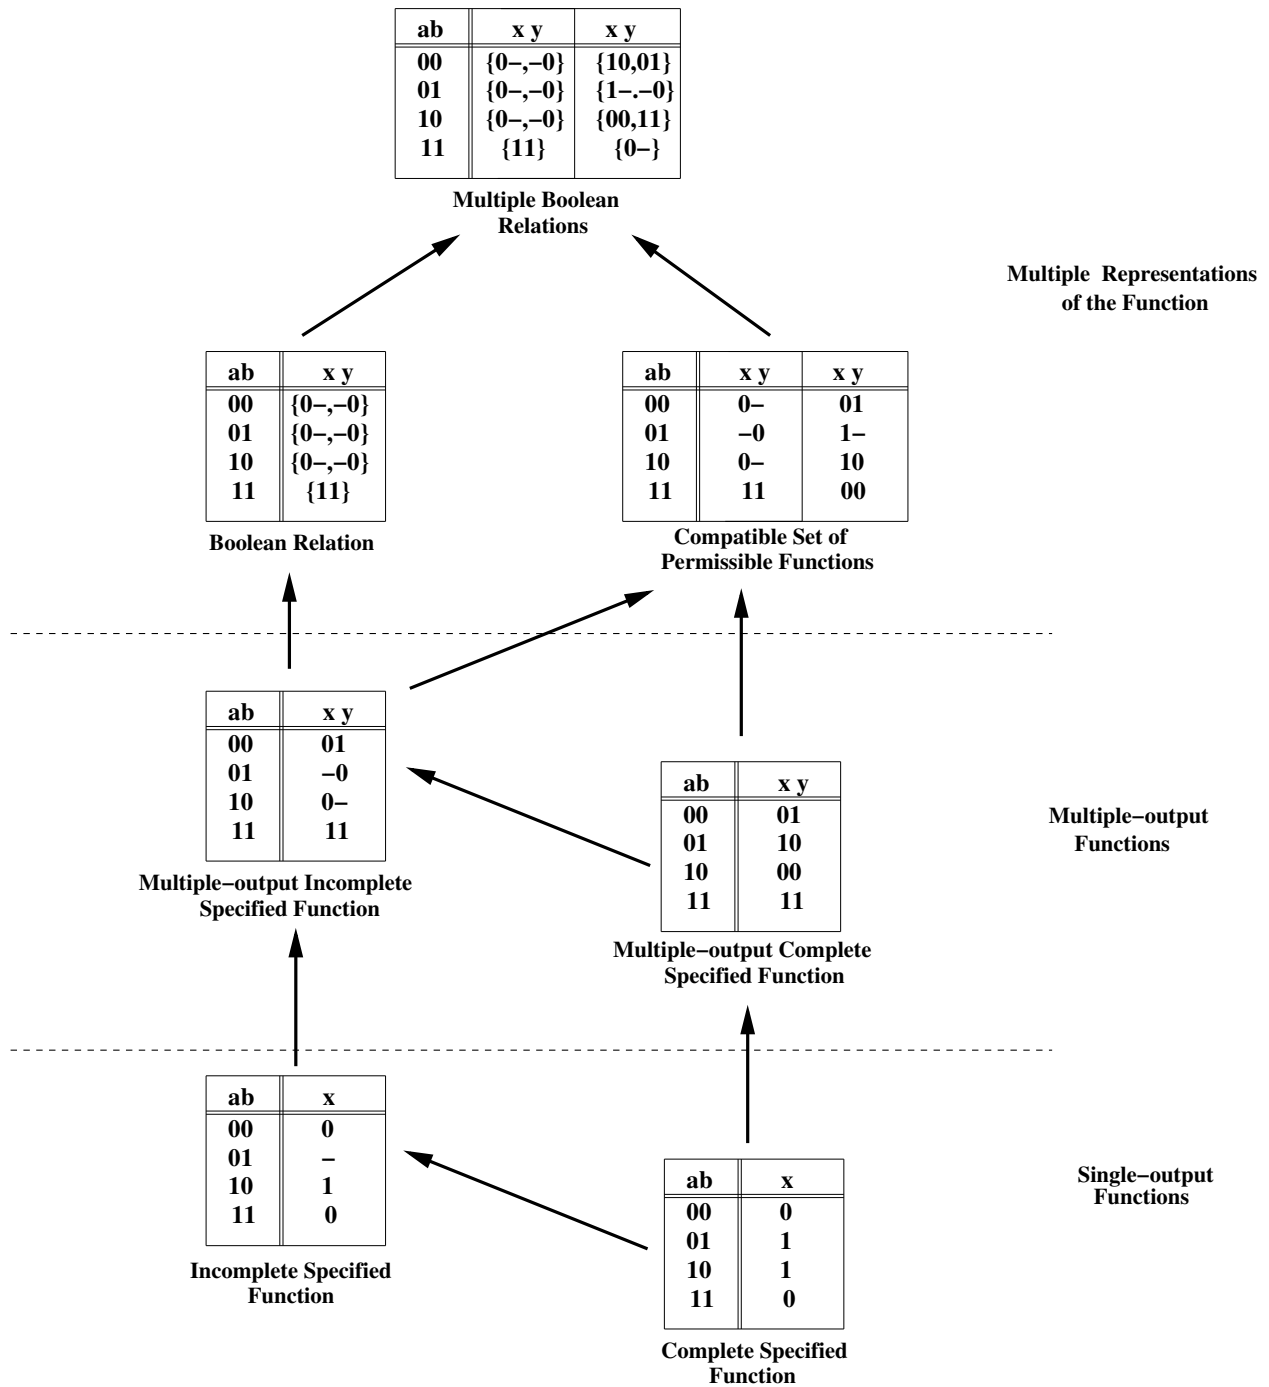 ab x y x y
00 {0−,−0} {10,01}
01 {0−,−0} {1−.−0}
10 {0−,−0} {00,11}
11 {11} {0−}
Multiple Boolean
Relations
Multiple Representations
of the Function
ab x y
00 {0−,−0}
01 {0−,−0}
10 {0−,−0}
11 {11}
Boolean Relation
ab x y x y
00 0− 01
01 −0 1−
10 0− 10
11 11 00
Compatible Set of
Permissible Functions
ab x y
00 01
01 −0
10 0−
11 11
Multiple−output Incomplete
Specified Function
ab x y
00 01
01 10
10 00
11 11
Multiple−output Complete
Specified Function
Multiple−output
Functions
ab x
00 0
01 −
10 1
11 0
Incomplete Specified
Function
ab x
00 0
01 1
10 1
11 0
Complete Specified
Function
Single−output
Functions